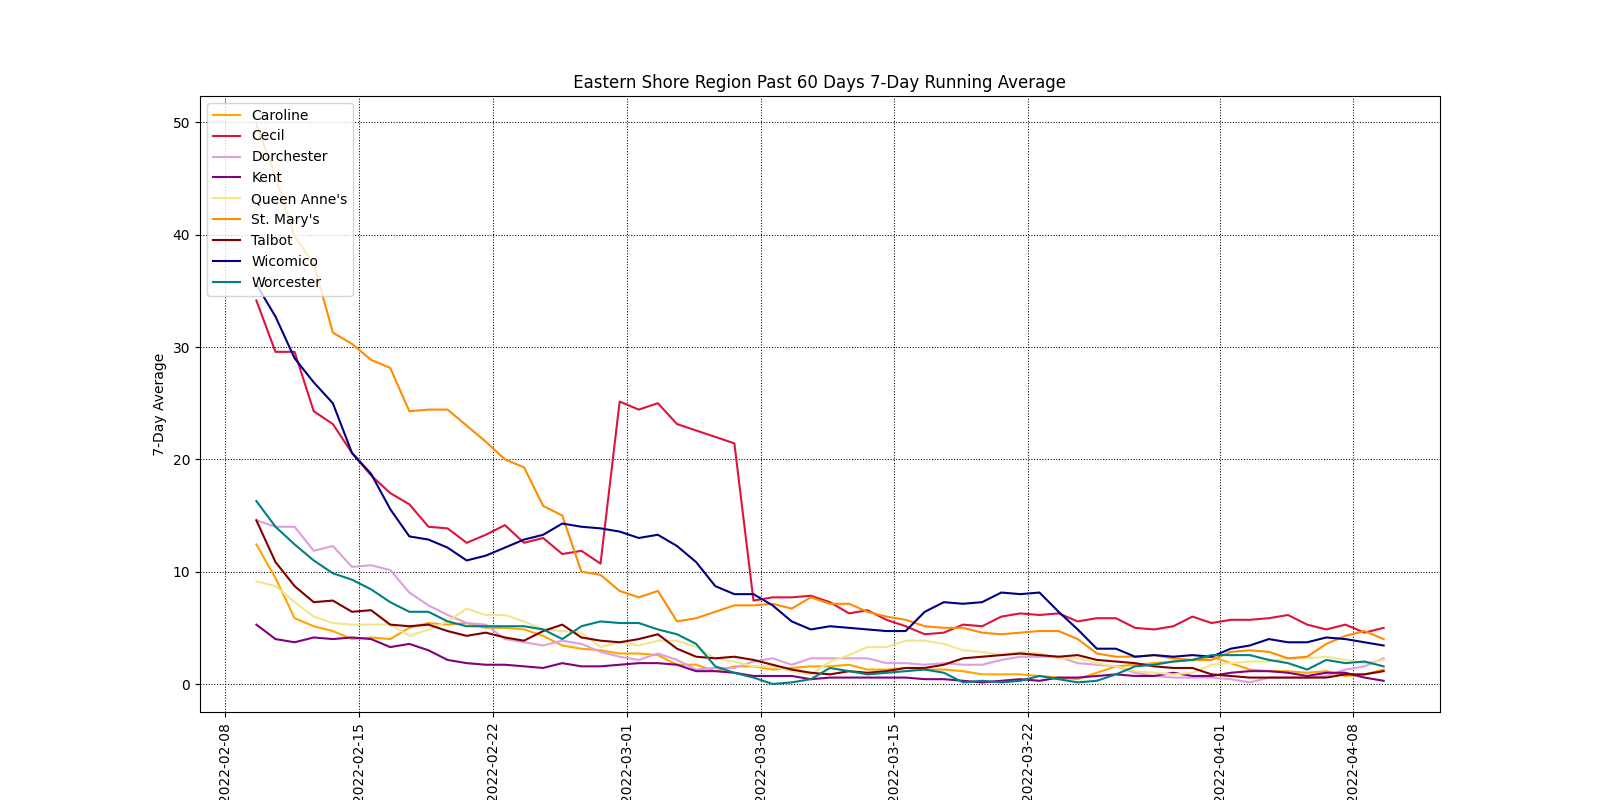 Eastern Shore Region Past 60 Days 7-Day Running Average
Caroline
Cecil
Dorchester
Kent
Queen Anne's
St. Mary's
Talbot
Wicomico
Worcester
7-Day Average
50
40
30
20
10
0
2022-02-08
2022-02-15
2022-02-22
2022-03-01
2022-03-08
2022-03-15
2022-03-22
2022-04-01
2022-04-08